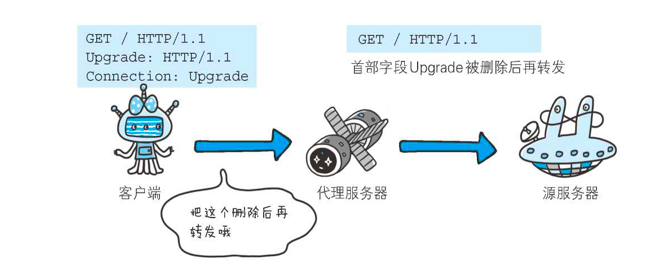 GET / HTTP/1.1
Upgrade: HTTP/1.1
Connection: Upgrade
GET / HTTP/1.1
首部字段Upgrade被删除后再转发
客户端
代理服务器
源服务器
把这个删除后再
转发哦